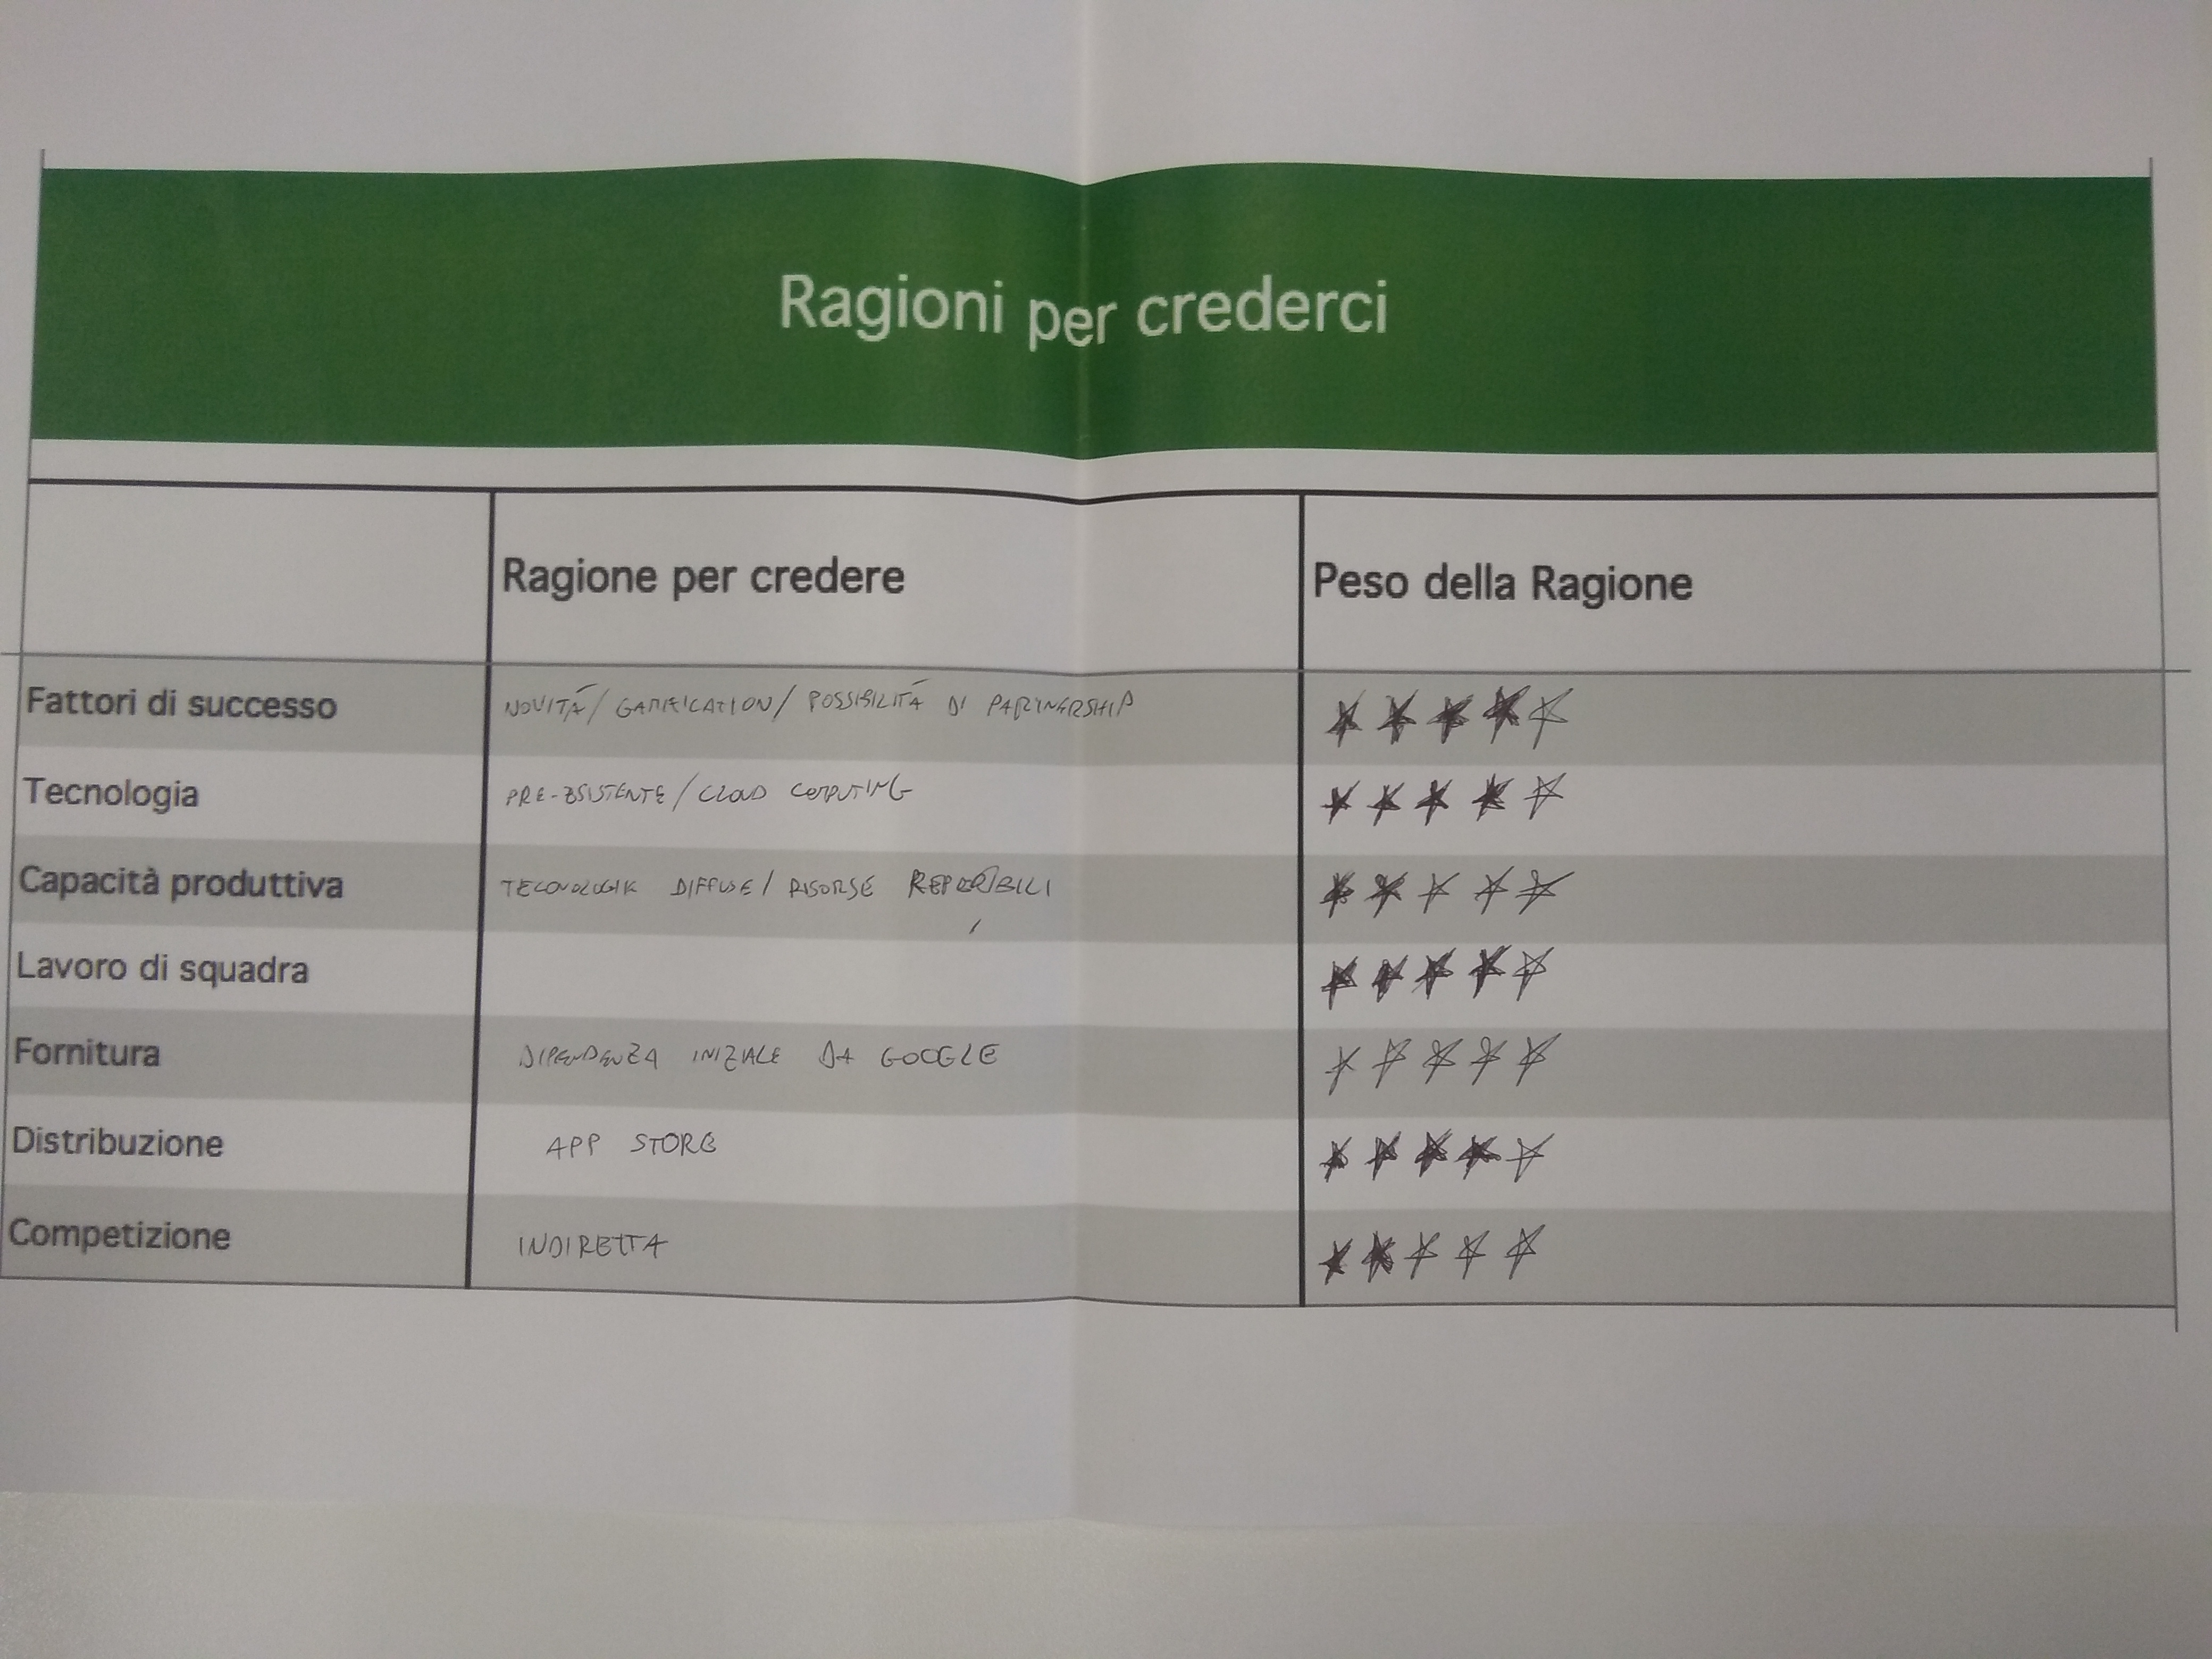 Ragioni per crederci
Ragione per credere Peso della Ragione
Fattori di successo NOVITÁ / GAMIFICATION / POSSIBILITÁ DI PARTNERSHIP
Tecnologia PRE-ESISTENTE / CLOUD COMPUTING
Capacità produttiva TECNOLOGIE DIFFUSE / RISORSE REPERIBILI
Lavoro di squadra
Fornitura DIPENDENZA INIZIALE DA GOOGLE
Distribuzione APP STORE
Competizione INDIRETTA